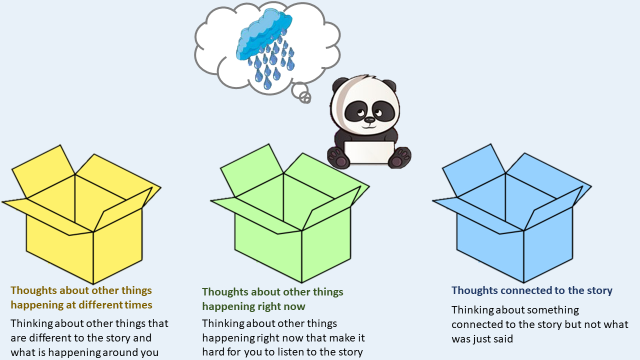 Thoughts about other things
happening at different times
Thinking about other things that
are different to the story and
what is happening around you
Thoughts about other things
happening right now
Thinking about other things
happening right now that make it
hard for you to listen to the story
Thoughts connected to the story
Thinking about something
connected to the story but not what
was just said